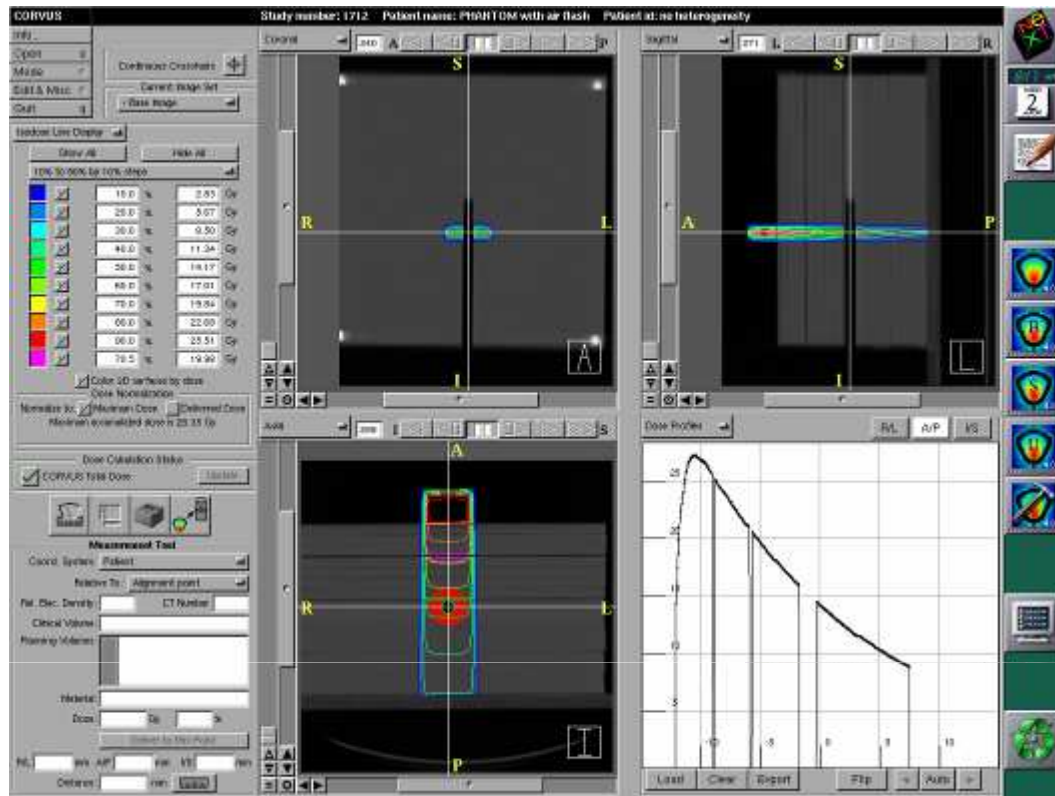 CORVUS Study number: 1712 Patient name: PHANTOM with air flash Patient id: no heterogeneity
Info...
Open
Mode
Edit & Misc
Quit
Continuous Crosshairs
Current Image Set
Base Image
Isodose Line Display
Show All Hide All
10% to 90% by 10% steps
10.0 % 2.83 Gy
20.0 % 5.67 Gy
30.0 % 8.50 Gy
40.0 % 11.34 Gy
50.0 % 14.17 Gy
60.0 % 17.01 Gy
70.0 % 19.84 Gy
80.0 % 22.68 Gy
90.0 % 25.51 Gy
70.5 % 19.98 Gy
Color 3D surfaces by dose
Dose Normalization
Normalize to: Maximum Dose Delivered Dose
Maximum accumulated dose is 28.35 Gy
Dose Calculation Status
CORVUS Total Dose Update
Measurement Tool
Coord. System: Patient
Relative To: Alignment point
Rel. Elec. Density: CT Number
Clinical Volume:
Planning Volumes:
Material:
Dose: Gy %
R/L: mm A/P: mm I/S: mm
Distance: mm
Coronal A P
S
R L
I
A
Sagittal 271 L R
S
A P
I
L
Axial I S
A
R L
P
I
Dose Profiles R/L A/P I/S
25
20
15
10
5
-10 -5 0 5 10
Load Clear Export Flip < Auto >
NeXT
2